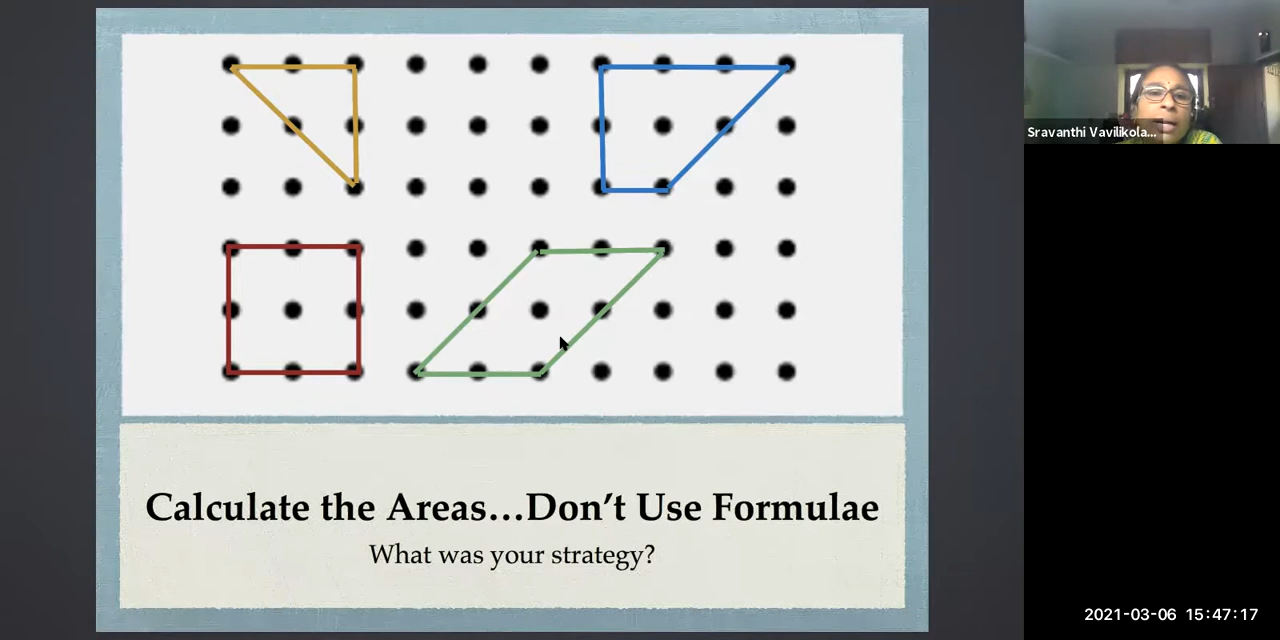 Sravanthi Vavilikola...
Calculate the Areas...Don’t Use Formulae
What was your strategy?
2021-03-06 15:47:17